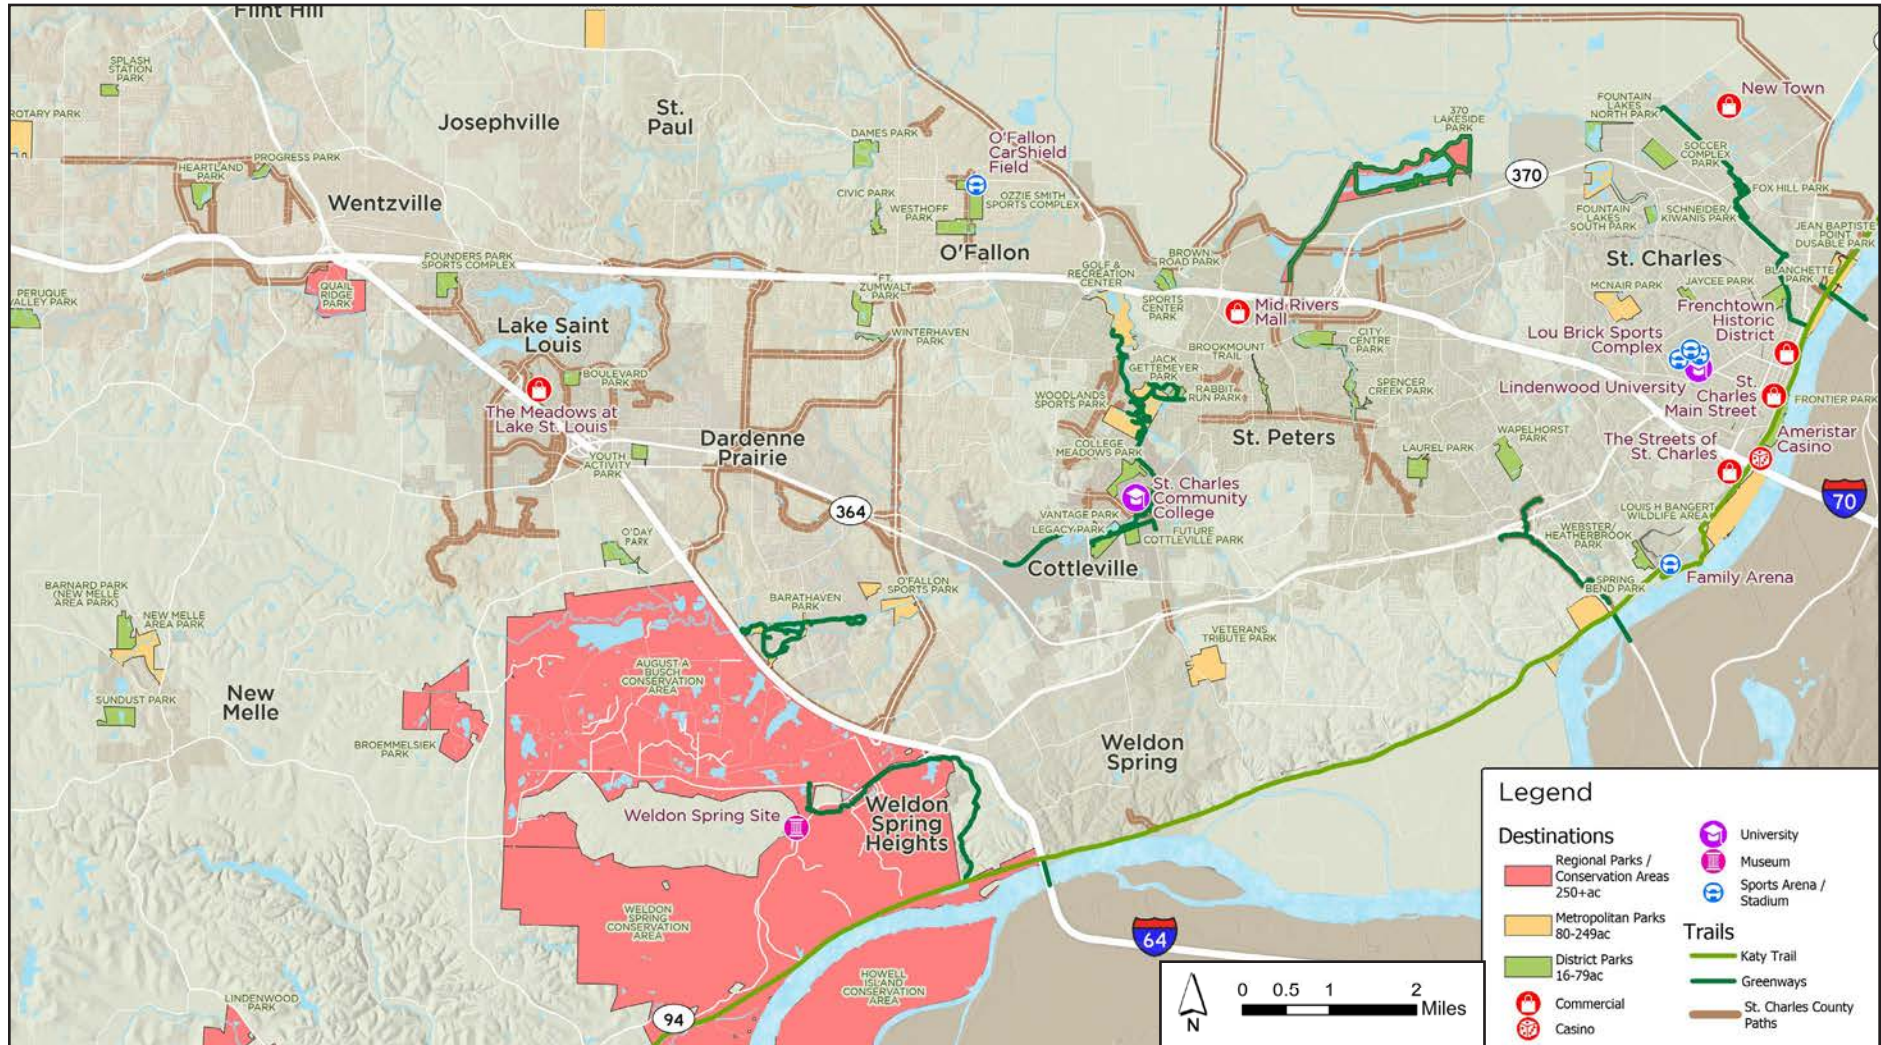 Flint Hill
SPLASH
STATION
PARK
ROTARY PARK
Josephville
St.
Paul
DAMES PARK
O'Fallon
CarShield
Field
370
LAKESIDE
PARK
FOUNTAIN
LAKES
NORTH PARK
New Town
SOCCER
COMPLEX
PARK
370
HEARTLAND
PARK
PROGRESS PARK
Wentzville
CIVIC PARK
WESTHOFF
PARK
OZZIE SMITH
SPORTS COMPLEX
FOX HILL PARK
FOUNTAIN
LAKES
SOUTH PARK
SCHNEIDER/
KIWANIS PARK
JEAN BAPTISTE
POINT
DUSABLE PARK
O'Fallon
St. Charles
FOUNDERS PARK
SPORTS COMPLEX
GOLF &
RECREATION
CENTER
BROWN
ROAD PARK
BLANCHETTE
PARK
QUAIL
RIDGE
PARK
PERUQUE
VALLEY PARK
FT.
ZUMWALT
PARK
SPORTS
CENTER
PARK
Mid Rivers
Mall
MCNAIR PARK
JAYCEE PARK
Frenchtown
Historic
District
Lake Saint
Louis
WINTERHAVEN
PARK
Lou Brick Sports
Complex
BROOKMOUNT
TRAIL
CITY
CENTRE
PARK
JACK
GETTEMEYER
PARK
BOULEVARD
PARK
WOODLANDS
SPORTS PARK
RABBIT
RUN PARK
SPENCER
CREEK PARK
Lindenwood University
St.
Charles
Main Street
FRONTIER PARK
The Meadows at
Lake St. Louis
Dardenne
Prairie
COLLEGE
MEADOWS PARK
St. Peters
LAUREL PARK
WAPELHORST
PARK
The Streets of
St. Charles
Ameristar
Casino
YOUTH
ACTIVITY
PARK
St. Charles
Community
College
364
70
VANTAGE PARK
LEGACY PARK
FUTURE
COTTLEVILLE PARK
LOUIS H BANGERT
WILDLIFE AREA
WEBSTER/
HEATHERBROOK
PARK
O'DAY
PARK
Cottleville
Family Arena
BARNARD PARK
(NEW MELLE
AREA PARK)
NEW MELLE
AREA PARK
BARATHAVEN
PARK
O'FALLON
SPORTS PARK
SPRING
BEND PARK
VETERANS
TRIBUTE PARK
AUGUST A
BUSCH
CONSERVATION
AREA
SUNDUST PARK
New
Melle
BROEMMELSIEK
PARK
Weldon
Spring
Weldon Spring Site
Weldon
Spring
Heights
WELDON
SPRING
CONSERVATION
AREA
HOWELL
ISLAND
CONSERVATION
AREA
64
LINDENWOOD
PARK
94
N
0 0.5 1 2
Miles
Legend
Destinations
Regional Parks /
Conservation Areas
250+ac
Metropolitan Parks
80-249ac
District Parks
16-79ac
Commercial
Casino
University
Museum
Sports Arena /
Stadium
Trails
Katy Trail
Greenways
St. Charles County
Paths